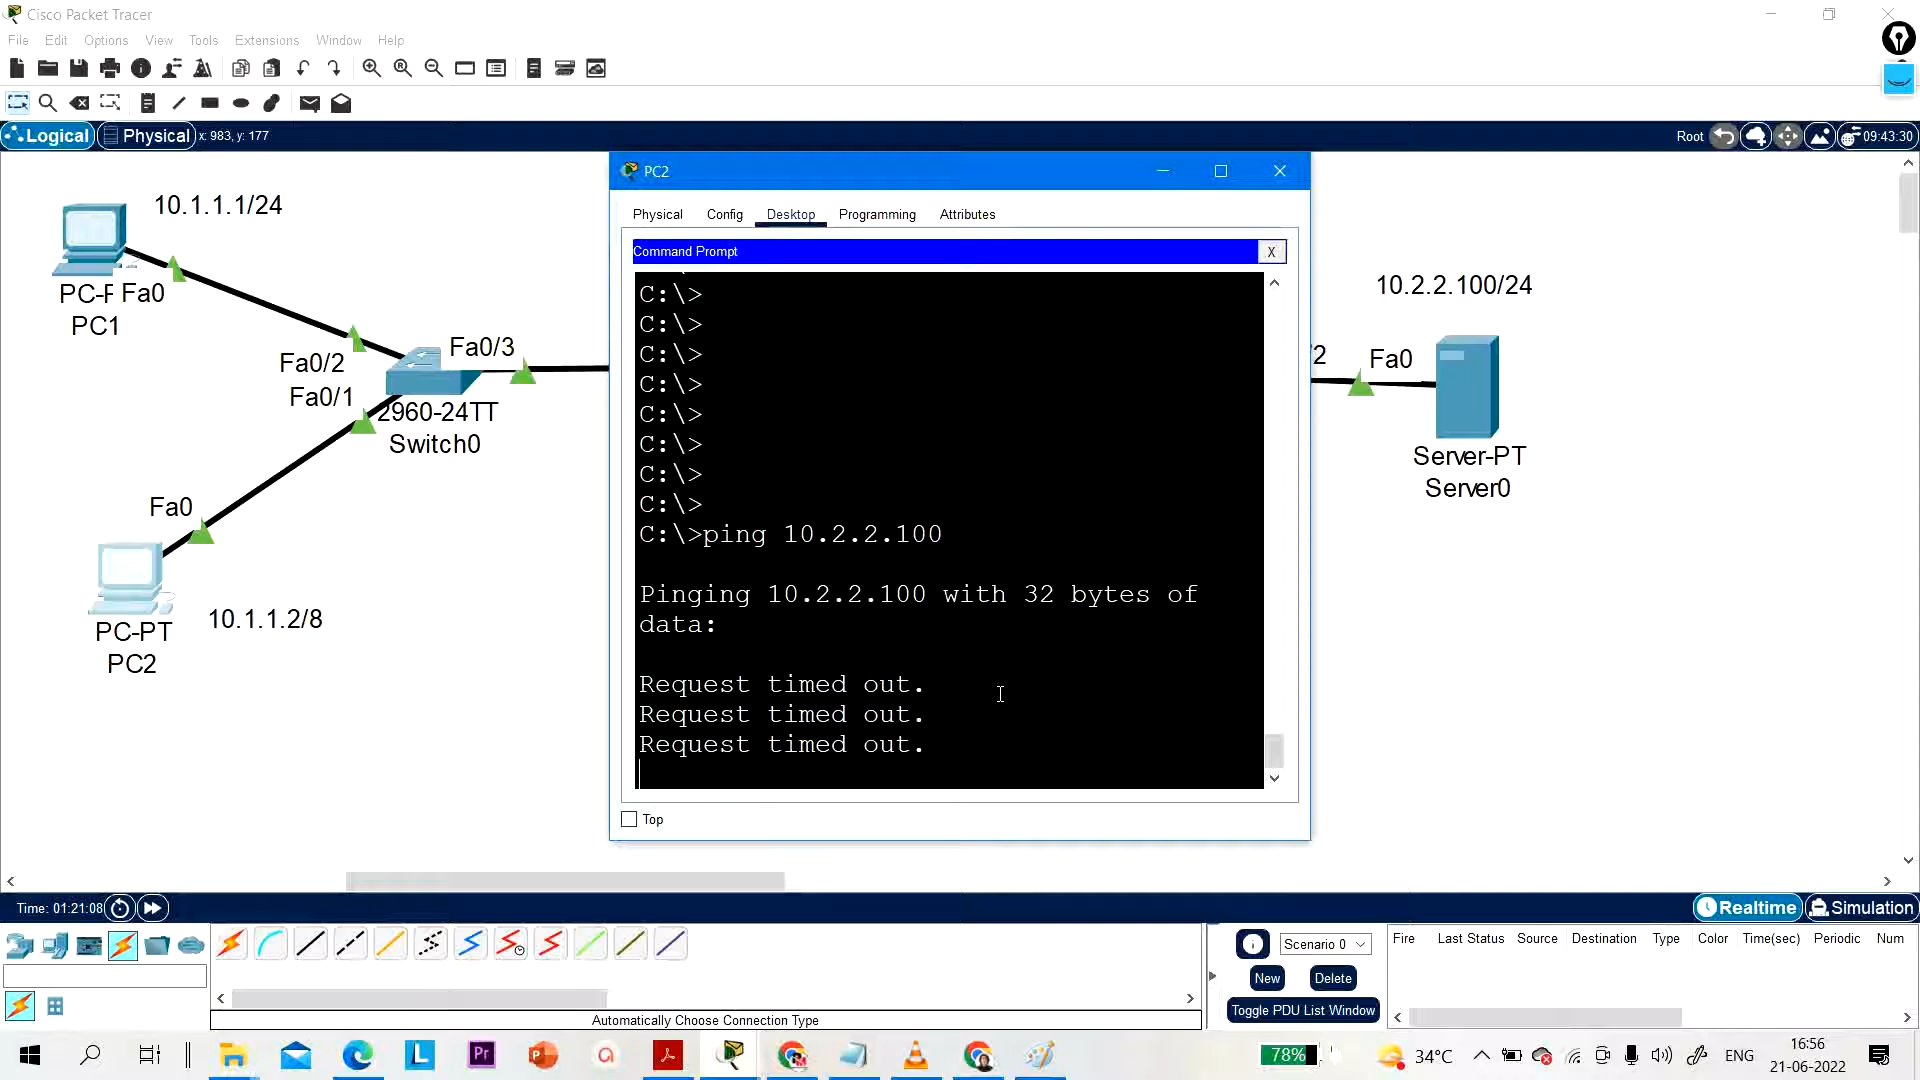 Cisco Packet Tracer
File Edit Options View Tools Extensions Window Help
Logical Physical x: 983, y: 177
Root 09:43:30
10.1.1.1/24
PC-P Fa0
PC1
Fa0/2
Fa0/1
Fa0/3
2960-24TT
Switch0
Fa0
PC-PT
PC2
10.1.1.2/8
PC2
Physical Config Desktop Programming Attributes
Command Prompt
X
C:\>
C:\>
C:\>
C:\>
C:\>
C:\>
C:\>
C:\>
C:\>ping 10.2.2.100
Pinging 10.2.2.100 with 32 bytes of
data:
Request timed out.
Request timed out.
Request timed out.
Top
10.2.2.100/24
2 Fa0
Server-PT
Server0
Time: 01:21:08
Realtime Simulation
Automatically Choose Connection Type
Scenario 0
New Delete
Toggle PDU List Window
Fire Last Status Source Destination Type Color Time(sec) Periodic Num
L Pr P
78%
34°C
ENG
16:56
21-06-2022